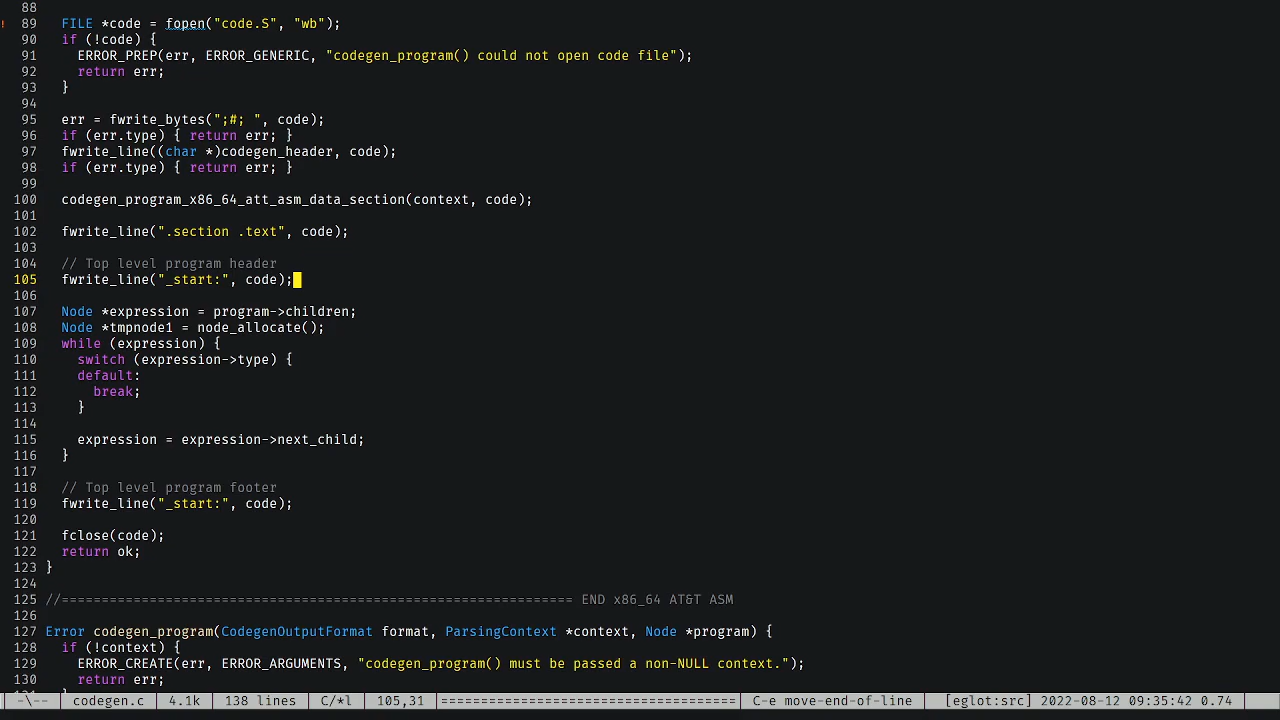 88
! 89 FILE *code = fopen("code.S", "wb");
90 if (!code) {
91 ERROR_PREP(err, ERROR_GENERIC, "codegen_program() could not open code file");
92 return err;
93 }
94
95 err = fwrite_bytes(";#; ", code);
96 if (err.type) { return err; }
97 fwrite_line((char *)codegen_header, code);
98 if (err.type) { return err; }
99
100 codegen_program_x86_64_att_asm_data_section(context, code);
101
102 fwrite_line(".section .text", code);
103
104 // Top level program header
105 fwrite_line("_start:", code);
106
107 Node *expression = program->children;
108 Node *tmpnode1 = node_allocate();
109 while (expression) {
110 switch (expression->type) {
111 default:
112 break;
113 }
114
115 expression = expression->next_child;
116 }
117
118 // Top level program footer
119 fwrite_line("_start:", code);
120
121 fclose(code);
122 return ok;
123 }
124
125 //================================================================ END x86_64 AT&T ASM
126
127 Error codegen_program(CodegenOutputFormat format, ParsingContext *context, Node *program) {
128 if (!context) {
129 ERROR_CREATE(err, ERROR_ARGUMENTS, "codegen_program() must be passed a non-NULL context.");
130 return err;
-\-- codegen.c 4.1k 138 lines C/*l 105,31 ===================================== C-e move-end-of-line [eglot:src] 2022-08-12 09:35:42 0.74